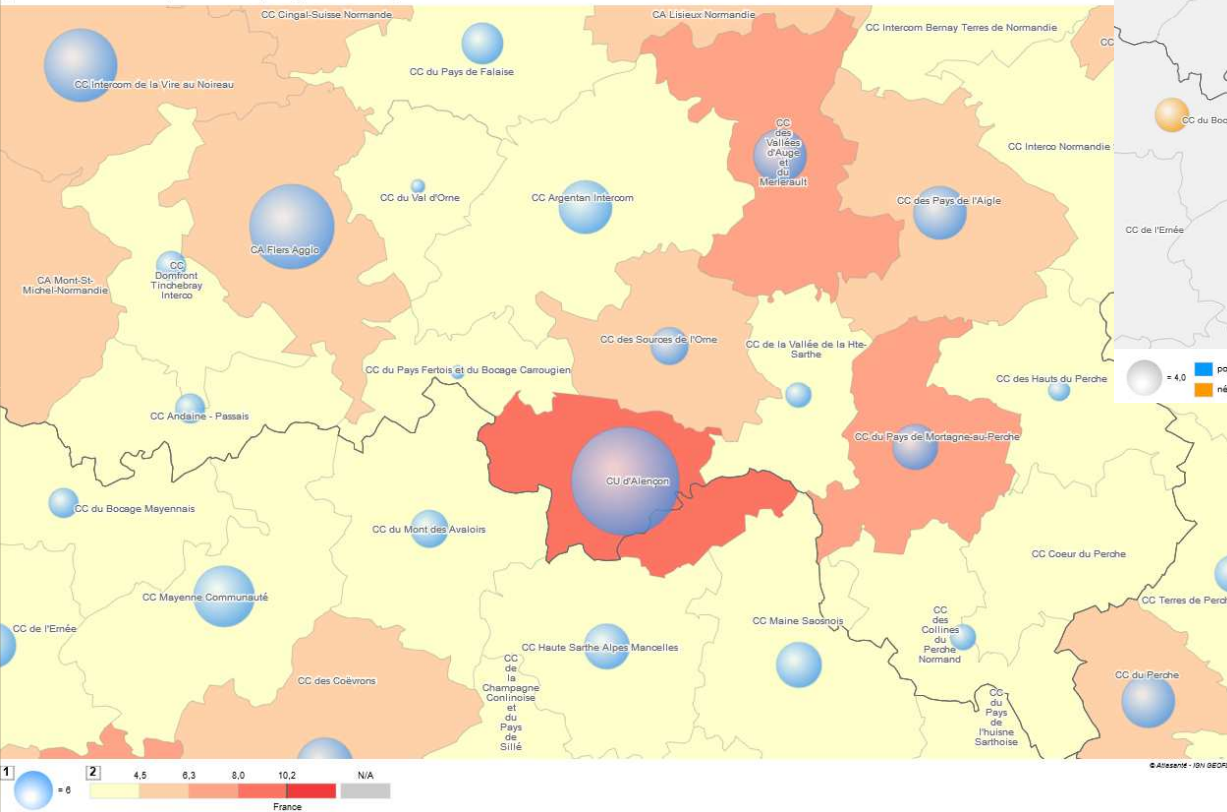 CC Cingal-Suisse Normande
CA Lisieux Normandie
CC Intercom Bernay Terres de Normandie
CC
CC du Pays de Falaise
CC Intercom de la Vire au Noireau
CC
des
Vallées
d'Auge
et
du
Merlerault
CC du Boc
CC Interco Normandie
CC du Val d'Orne
CC Argentan Intercom
CC des Pays de l'Aigle
CC de l'Ernée
CA Flers Agglo
CC
Domfront
Tinchebray
Interco
CA Mont-St-
Michel-Normandie
CC des Sources de l'Orne
CC de la Vallée de la Hte-
Sarthe
CC du Pays Fertois et du Bocage Carrougien
CC des Hauts du Perche
= 4,0
po
né
CC Andaine - Passais
CC du Pays de Mortagne-au-Perche
CU d'Alençon
CC du Bocage Mayennais
CC du Mont des Avaloirs
CC Coeur du Perche
CC Mayenne Communauté
CC Terres de Perch
CC de l'Ernée
CC Maine Saosnois
CC
des
Collines
du
Perche
Normand
CC Haute Sarthe Alpes Mancelles
CC
de
la
Champagne
Conlinoise
et
du
Pays
de
Sillé
CC des Coëvrons
CC du Perche
CC
du
Pays
de
l'huisne
Sarthoise
© Atlasanté - IGN GEOF
1
= 6
2
4,5 6,3 8,0 10,2 N/A
France